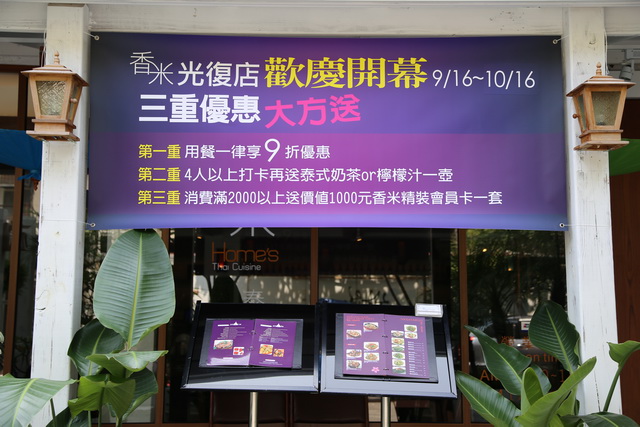 香米 光復店 歡慶開幕 9/16~10/16
三重優惠 大方送
第一重 用餐一律享9折優惠
第二重 4人以上打卡再送泰式奶茶or檸檬汁一壺
第三重 消費滿2000以上送價值1000元香米精裝會員卡一套
米
Home's
Thai Cuisine